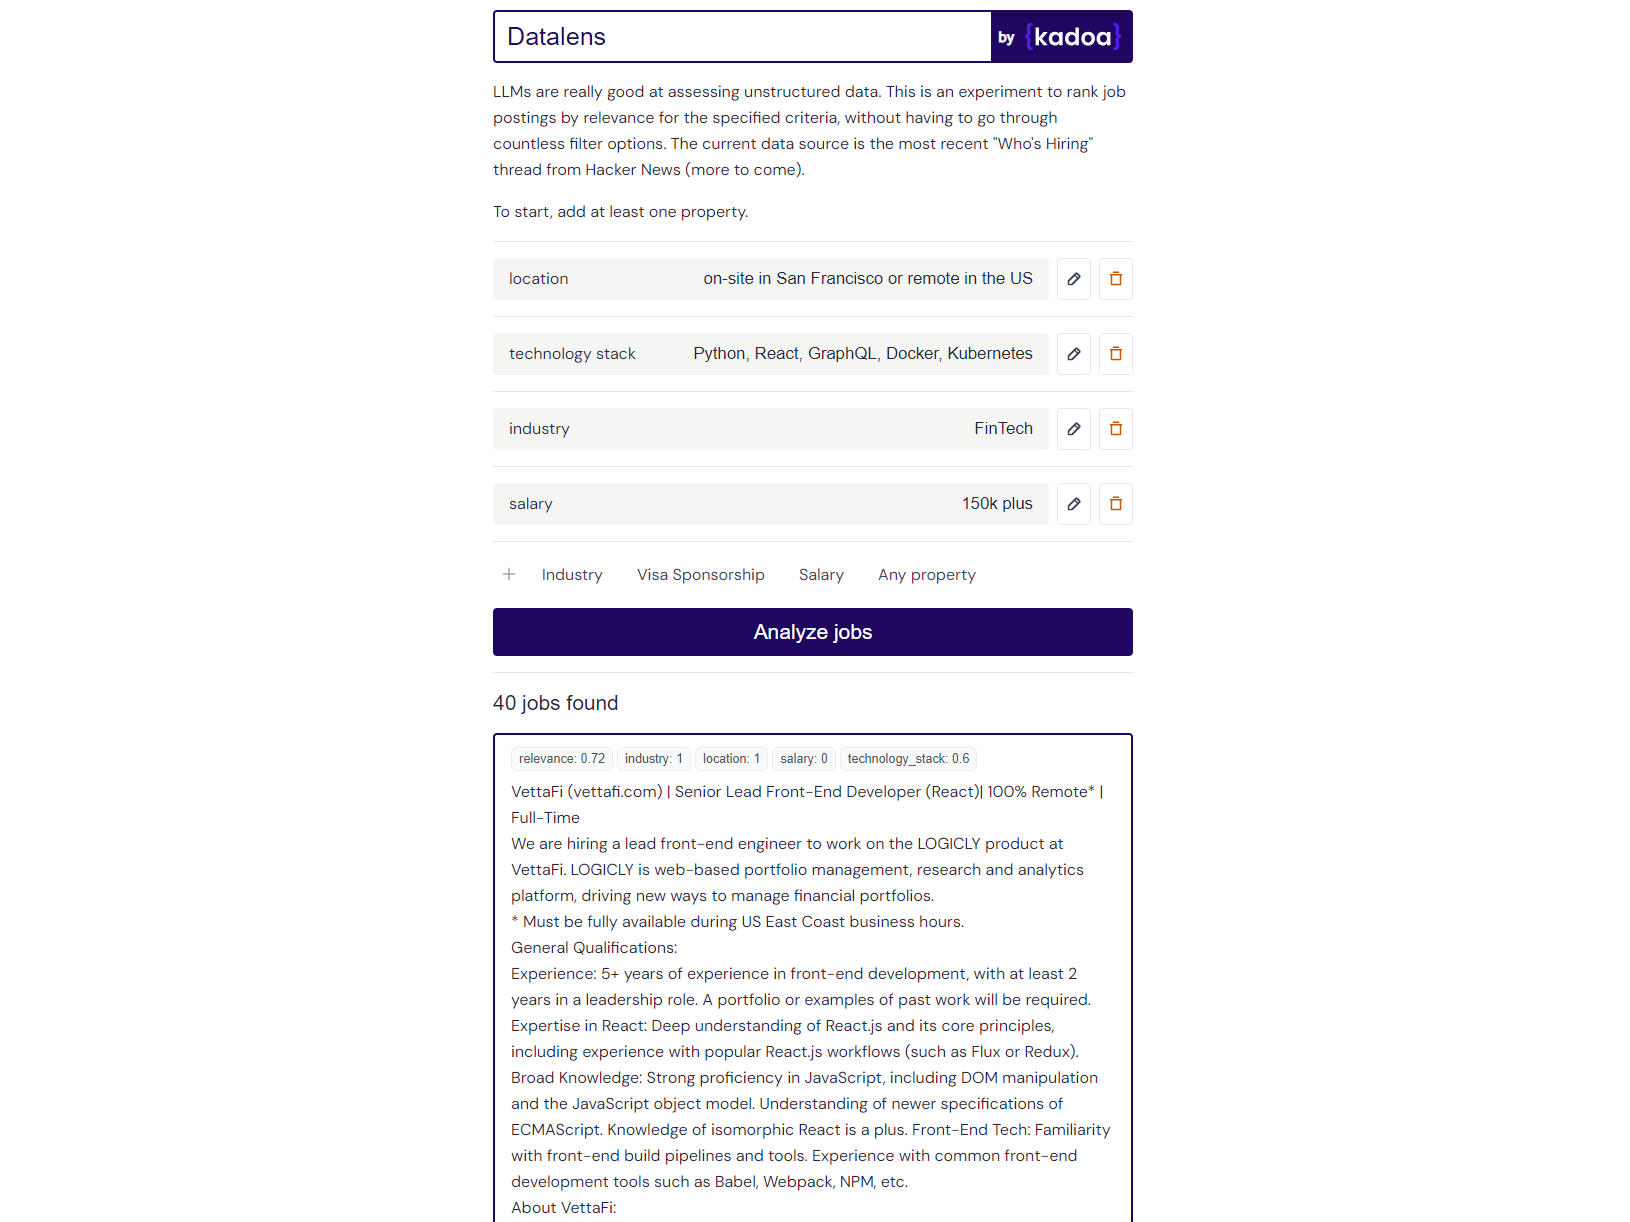 Datalens
by {kadoa}
LLMs are really good at assessing unstructured data. This is an experiment to rank job
postings by relevance for the specified criteria, without having to go through
countless filter options. The current data source is the most recent "Who's Hiring"
thread from Hacker News (more to come).
To start, add at least one property.
location on-site in San Francisco or remote in the US
technology stack Python, React, GraphQL, Docker, Kubernetes
industry FinTech
salary 150k plus
+ Industry Visa Sponsorship Salary Any property
Analyze jobs
40 jobs found
relevance: 0.72 industry: 1 location: 1 salary: 0 technology_stack: 0.6
VettaFi (vettafi.com) | Senior Lead Front-End Developer (React)| 100% Remote* |
Full-Time
We are hiring a lead front-end engineer to work on the LOGICLY product at
VettaFi. LOGICLY is web-based portfolio management, research and analytics
platform, driving new ways to manage financial portfolios.
* Must be fully available during US East Coast business hours.
General Qualifications:
Experience: 5+ years of experience in front-end development, with at least 2
years in a leadership role. A portfolio or examples of past work will be required.
Expertise in React: Deep understanding of React.js and its core principles,
including experience with popular React.js workflows (such as Flux or Redux).
Broad Knowledge: Strong proficiency in JavaScript, including DOM manipulation
and the JavaScript object model. Understanding of newer specifications of
ECMAScript. Knowledge of isomorphic React is a plus. Front-End Tech: Familiarity
with front-end build pipelines and tools. Experience with common front-end
development tools such as Babel, Webpack, NPM, etc.
About VettaFi: